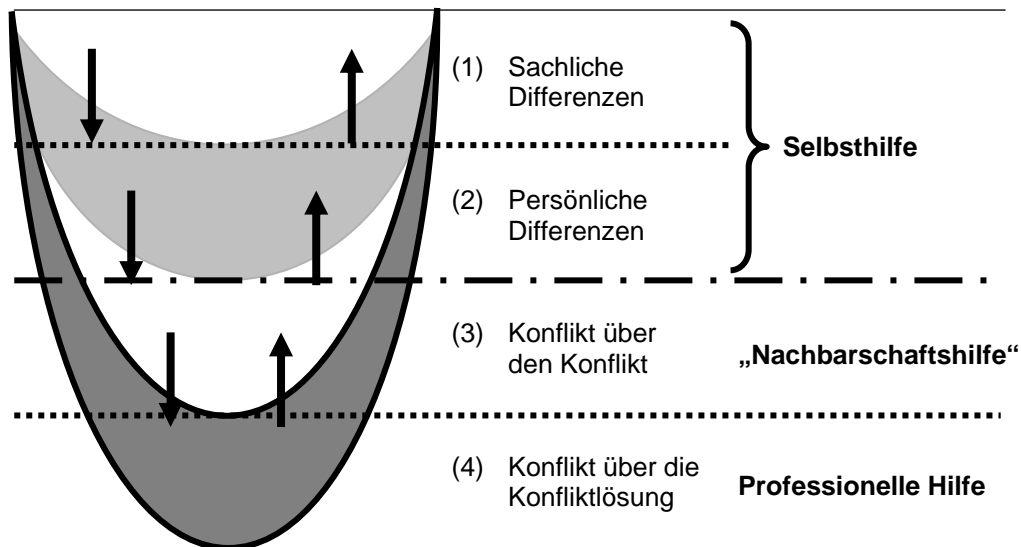 (1) Sachliche
Differenzen
Selbsthilfe
(2) Persönliche
Differenzen
(3) Konflikt über
den Konflikt
„Nachbarschaftshilfe“
(4) Konflikt über die
Konfliktlösung
Professionelle Hilfe